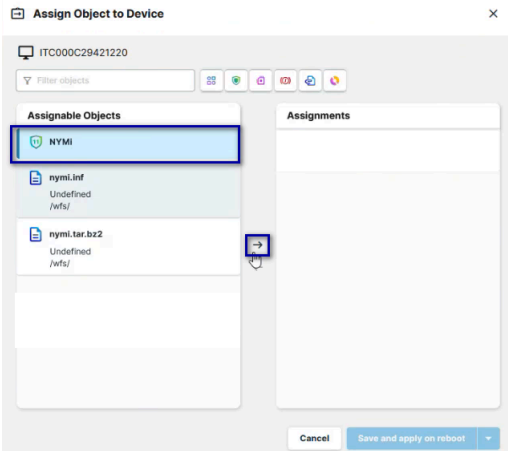 Assign Object to Device
ITC000C29421220
Filter objects
Assignable Objects
Assignments
NYMi
nymi.inf
Undefined
/wfs/
nymi.tar.bz2
Undefined
/wfs/
Cancel
Save and apply on reboot